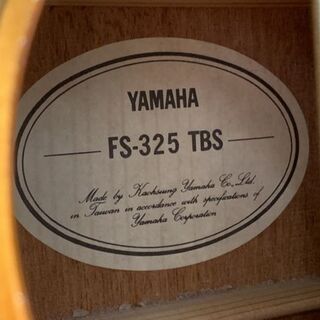 YAMAHA
FS-325 TBS
Made by Kaohsiung Yamaha Co., Ltd.
in Taiwan in accordance with specifications of
Yamaha Corporation